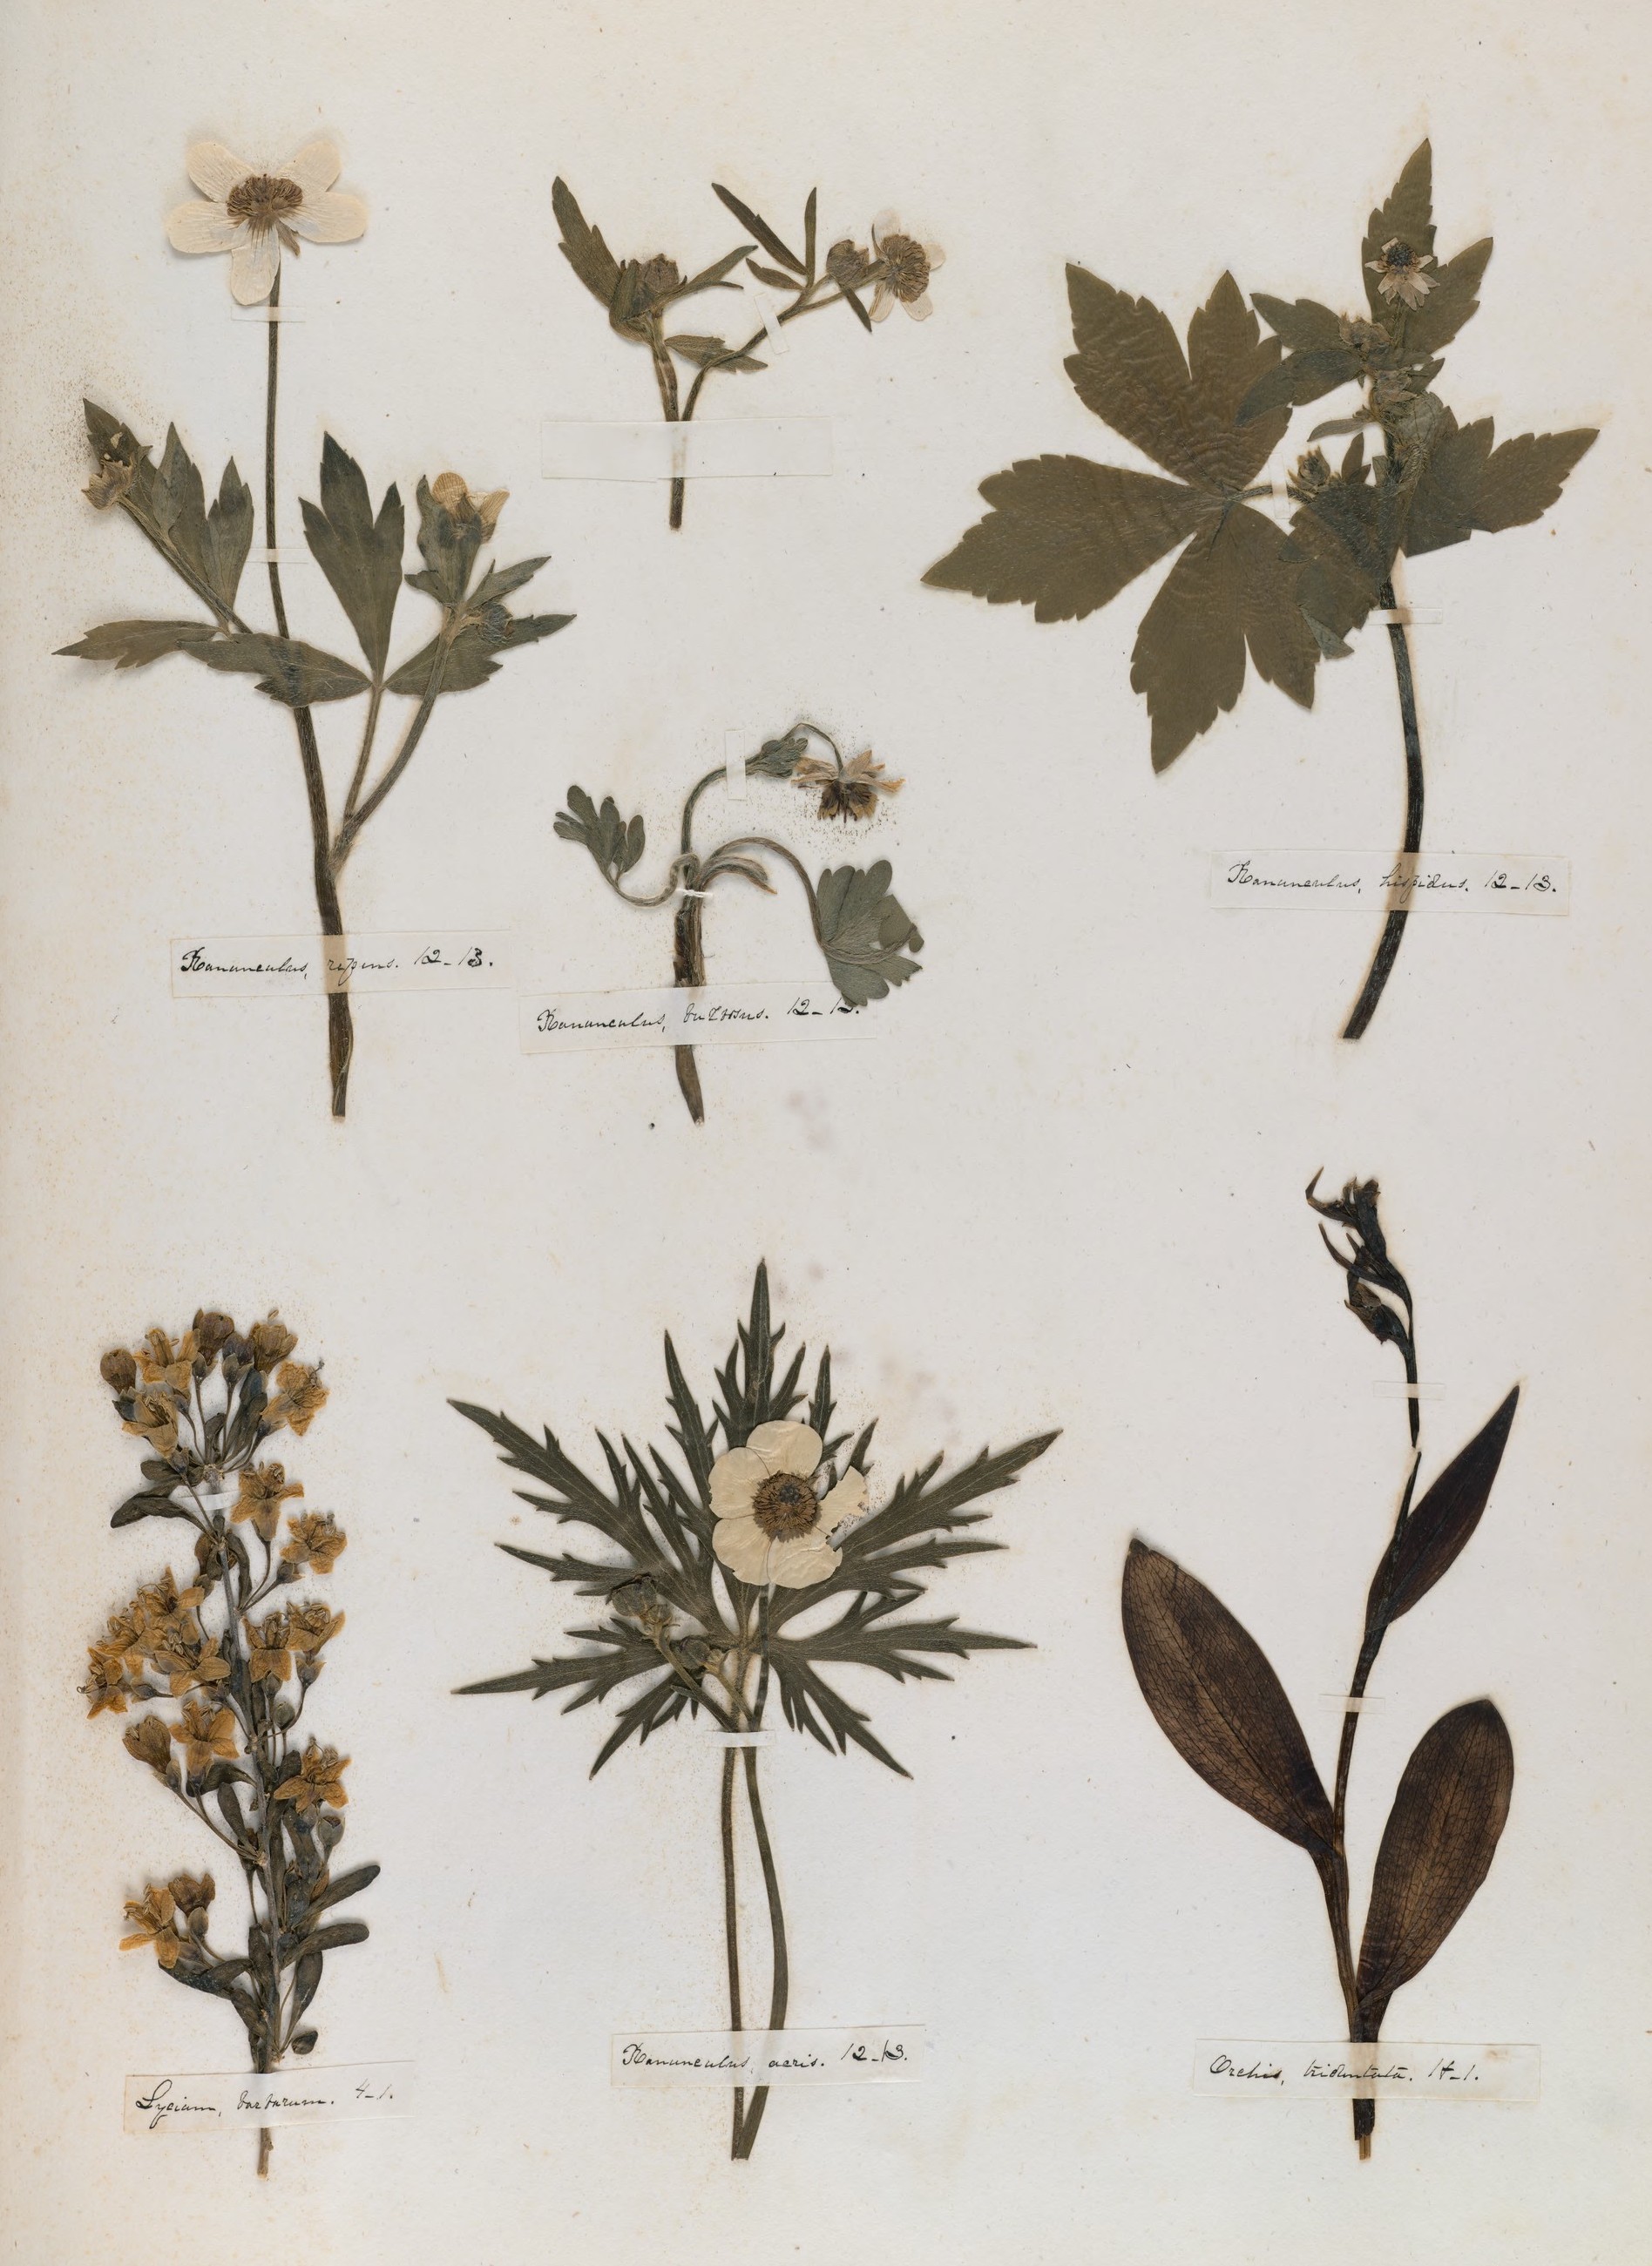 Ranunculus, hispidus. 12-13.
Ranunculus, ripens. 12-13.
Ranunculus, bulbosus. 12-13.
Lycium, barbarum. 4-1.
Ranunculus, acris. 12-13.
Orchis, tridentata. 14-1.